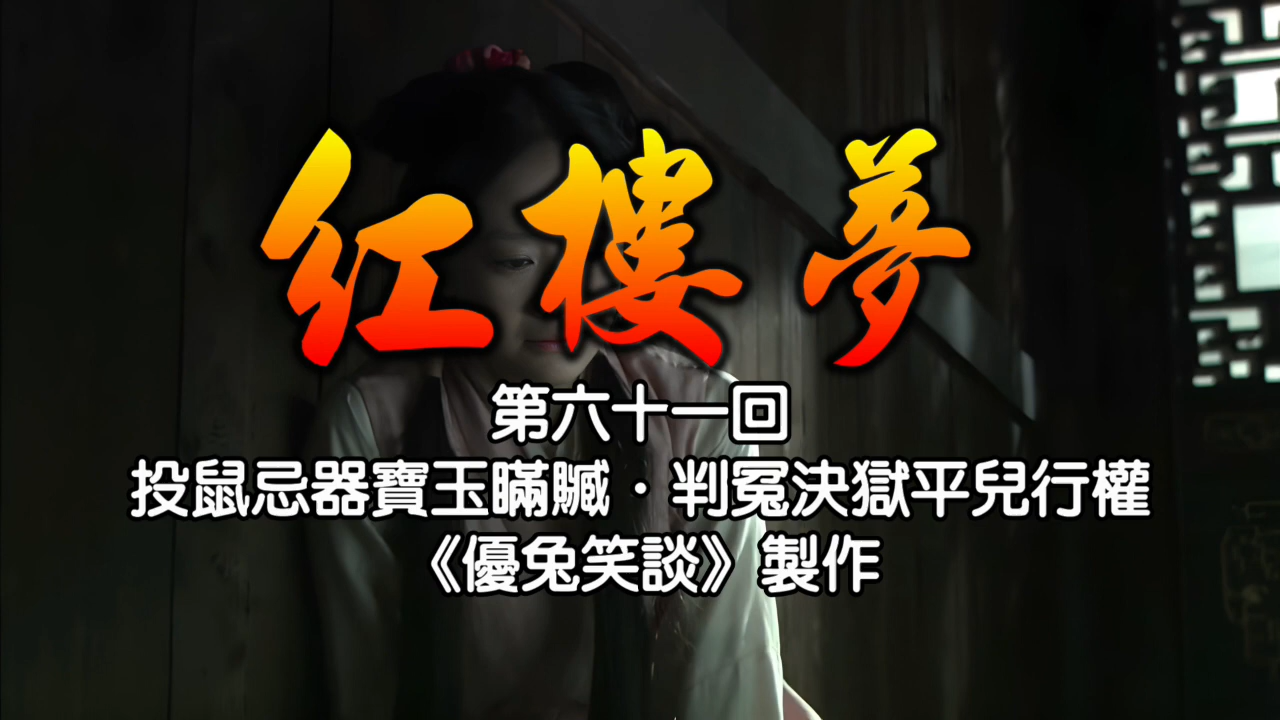 红樓夢
第六十一回
投鼠忌器寶玉瞞贓·判冤決獄平兒行權
《優兔笑談》製作